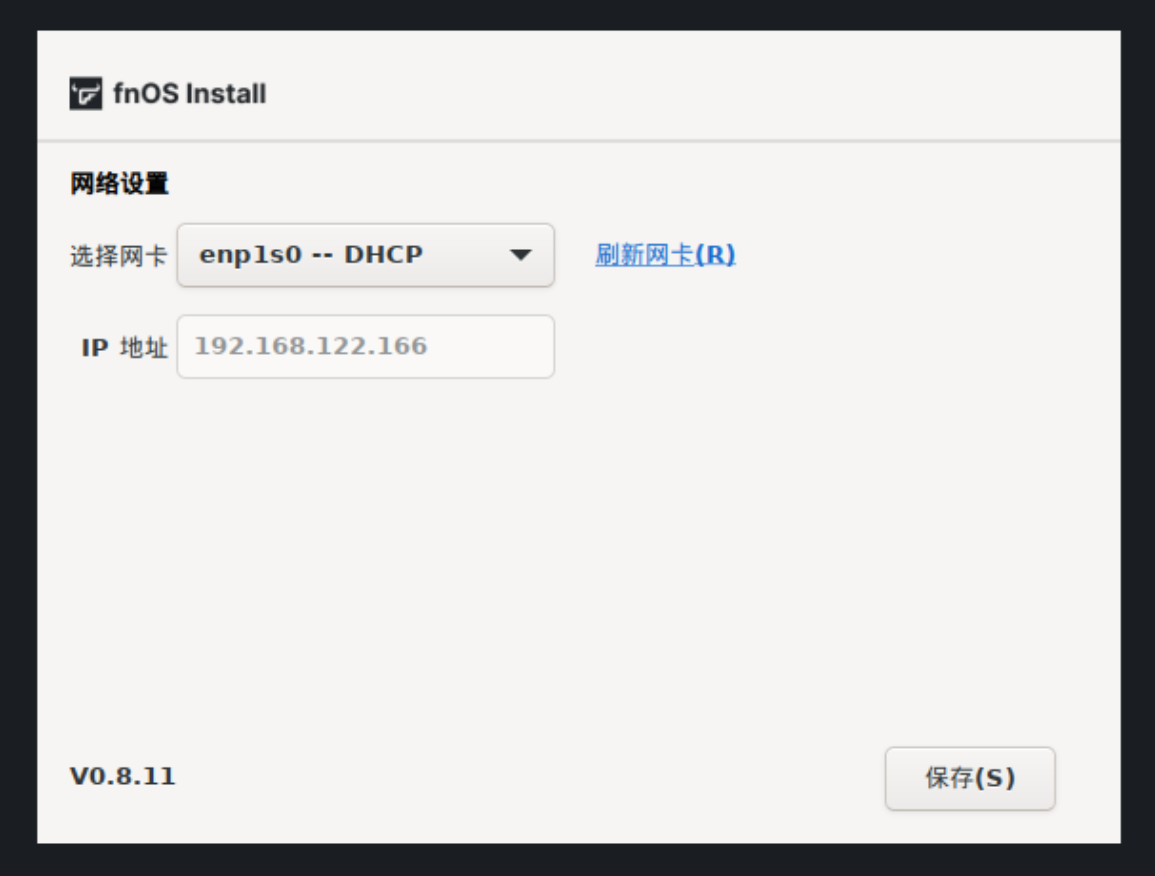 fnOS Install
网络设置
选择网卡 enp1s0 -- DHCP 刷新网卡(R)
IP 地址 192.168.122.166
V0.8.11 保存(S)